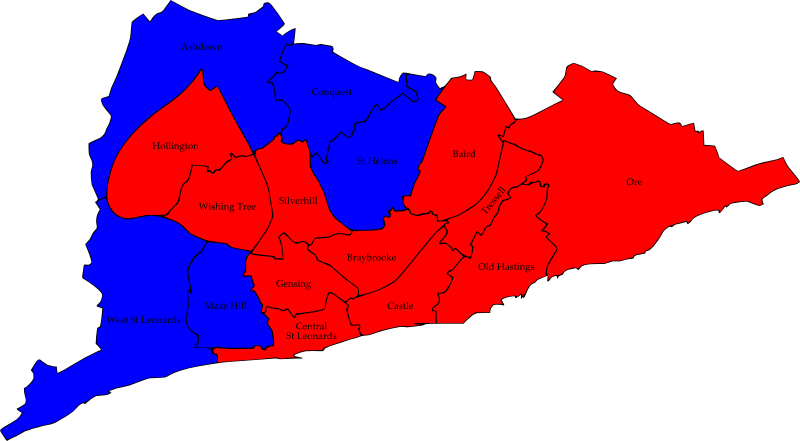 Ashdown
Conquest
Hollington
St Helens
Baird
Ore
Wishing Tree
Silverhill
Tressell
Braybrooke
Old Hastings
Gensing
Maze Hill
Castle
West St Leonards
Central
St Leonards